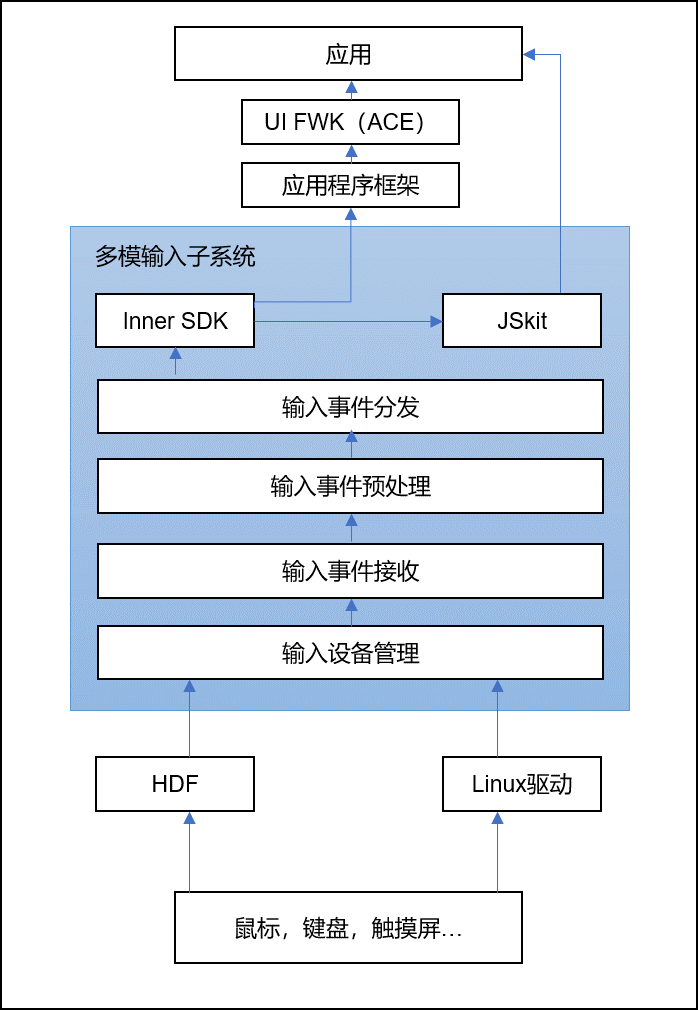 应用
UI FWK（ACE）
应用程序框架
多模输入子系统
Inner SDK
JSkit
输入事件分发
输入事件预处理
输入事件接收
输入设备管理
HDF
Linux驱动
鼠标，键盘，触摸屏...